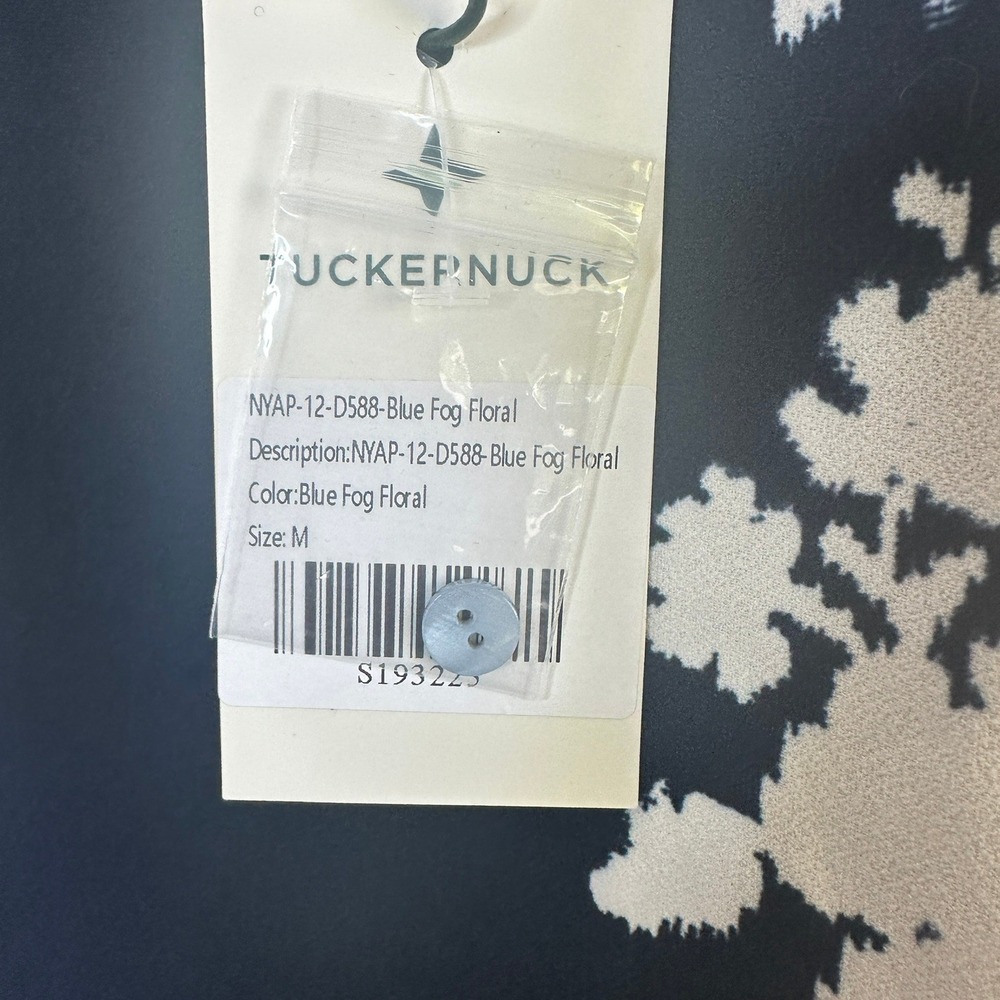 TUCKERNUCK
NYAP-12-D588-Blue Fog Floral
Description:NYAP-12-D588-Blue Fog Floral
Color:Blue Fog Floral
Size: M